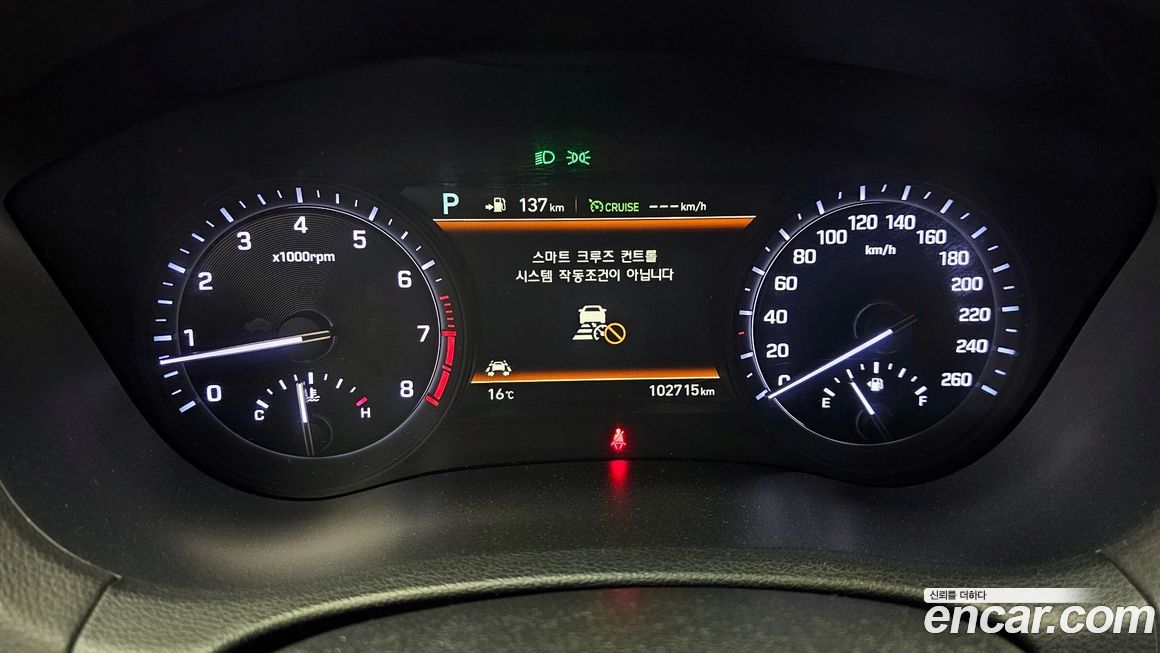 P 137 km CRUISE ---km/h
스마트 크루즈 컨트롤
시스템 작동조건이 아닙니다
16℃ 102715 km
x1000rpm
0 1 2 3 4 5 6 7 8
C H
km/h
0 20 40 60 80 100 120 140 160 180 200 220 240 260
E F
신뢰를 더하다
encar.com